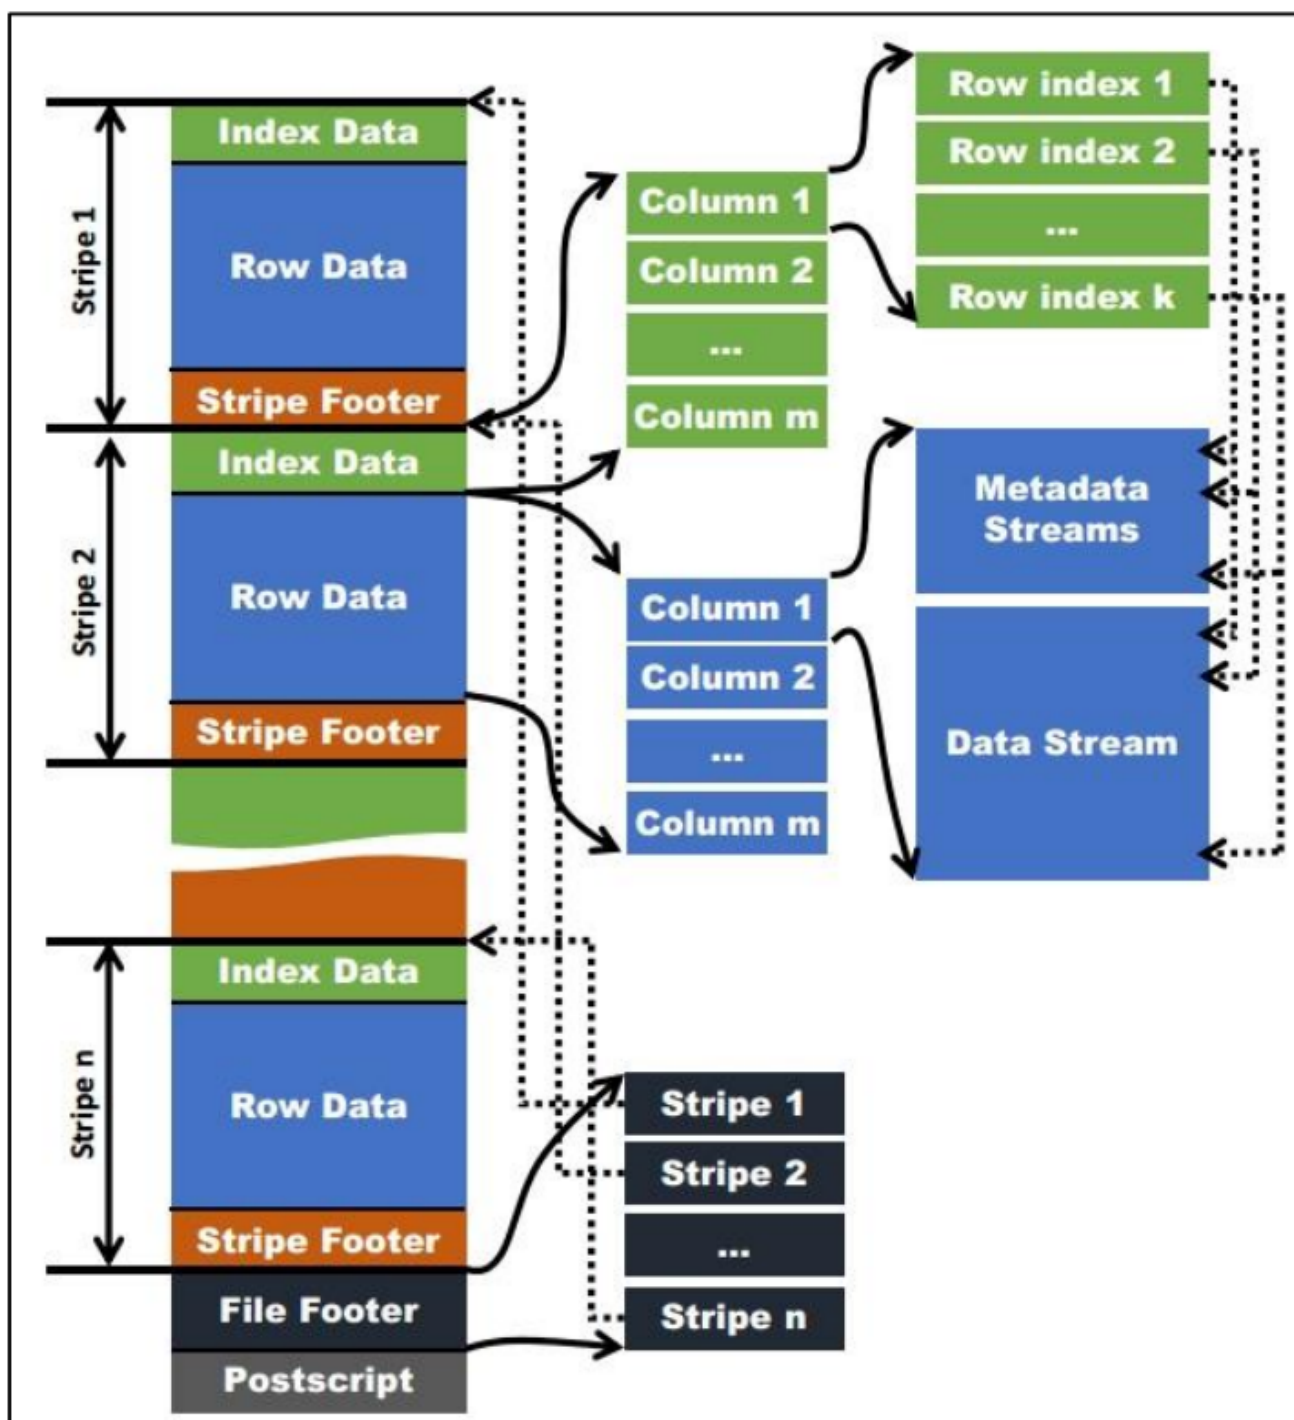 Stripe 1
Index Data
Row Data
Stripe Footer
Stripe 2
Index Data
Row Data
Stripe Footer
Stripe n
Index Data
Row Data
Stripe Footer
File Footer
Postscript
Column 1
Column 2
...
Column m
Row index 1
Row index 2
...
Row index k
Column 1
Column 2
...
Column m
Metadata
Streams
Data Stream
Stripe 1
Stripe 2
...
Stripe n